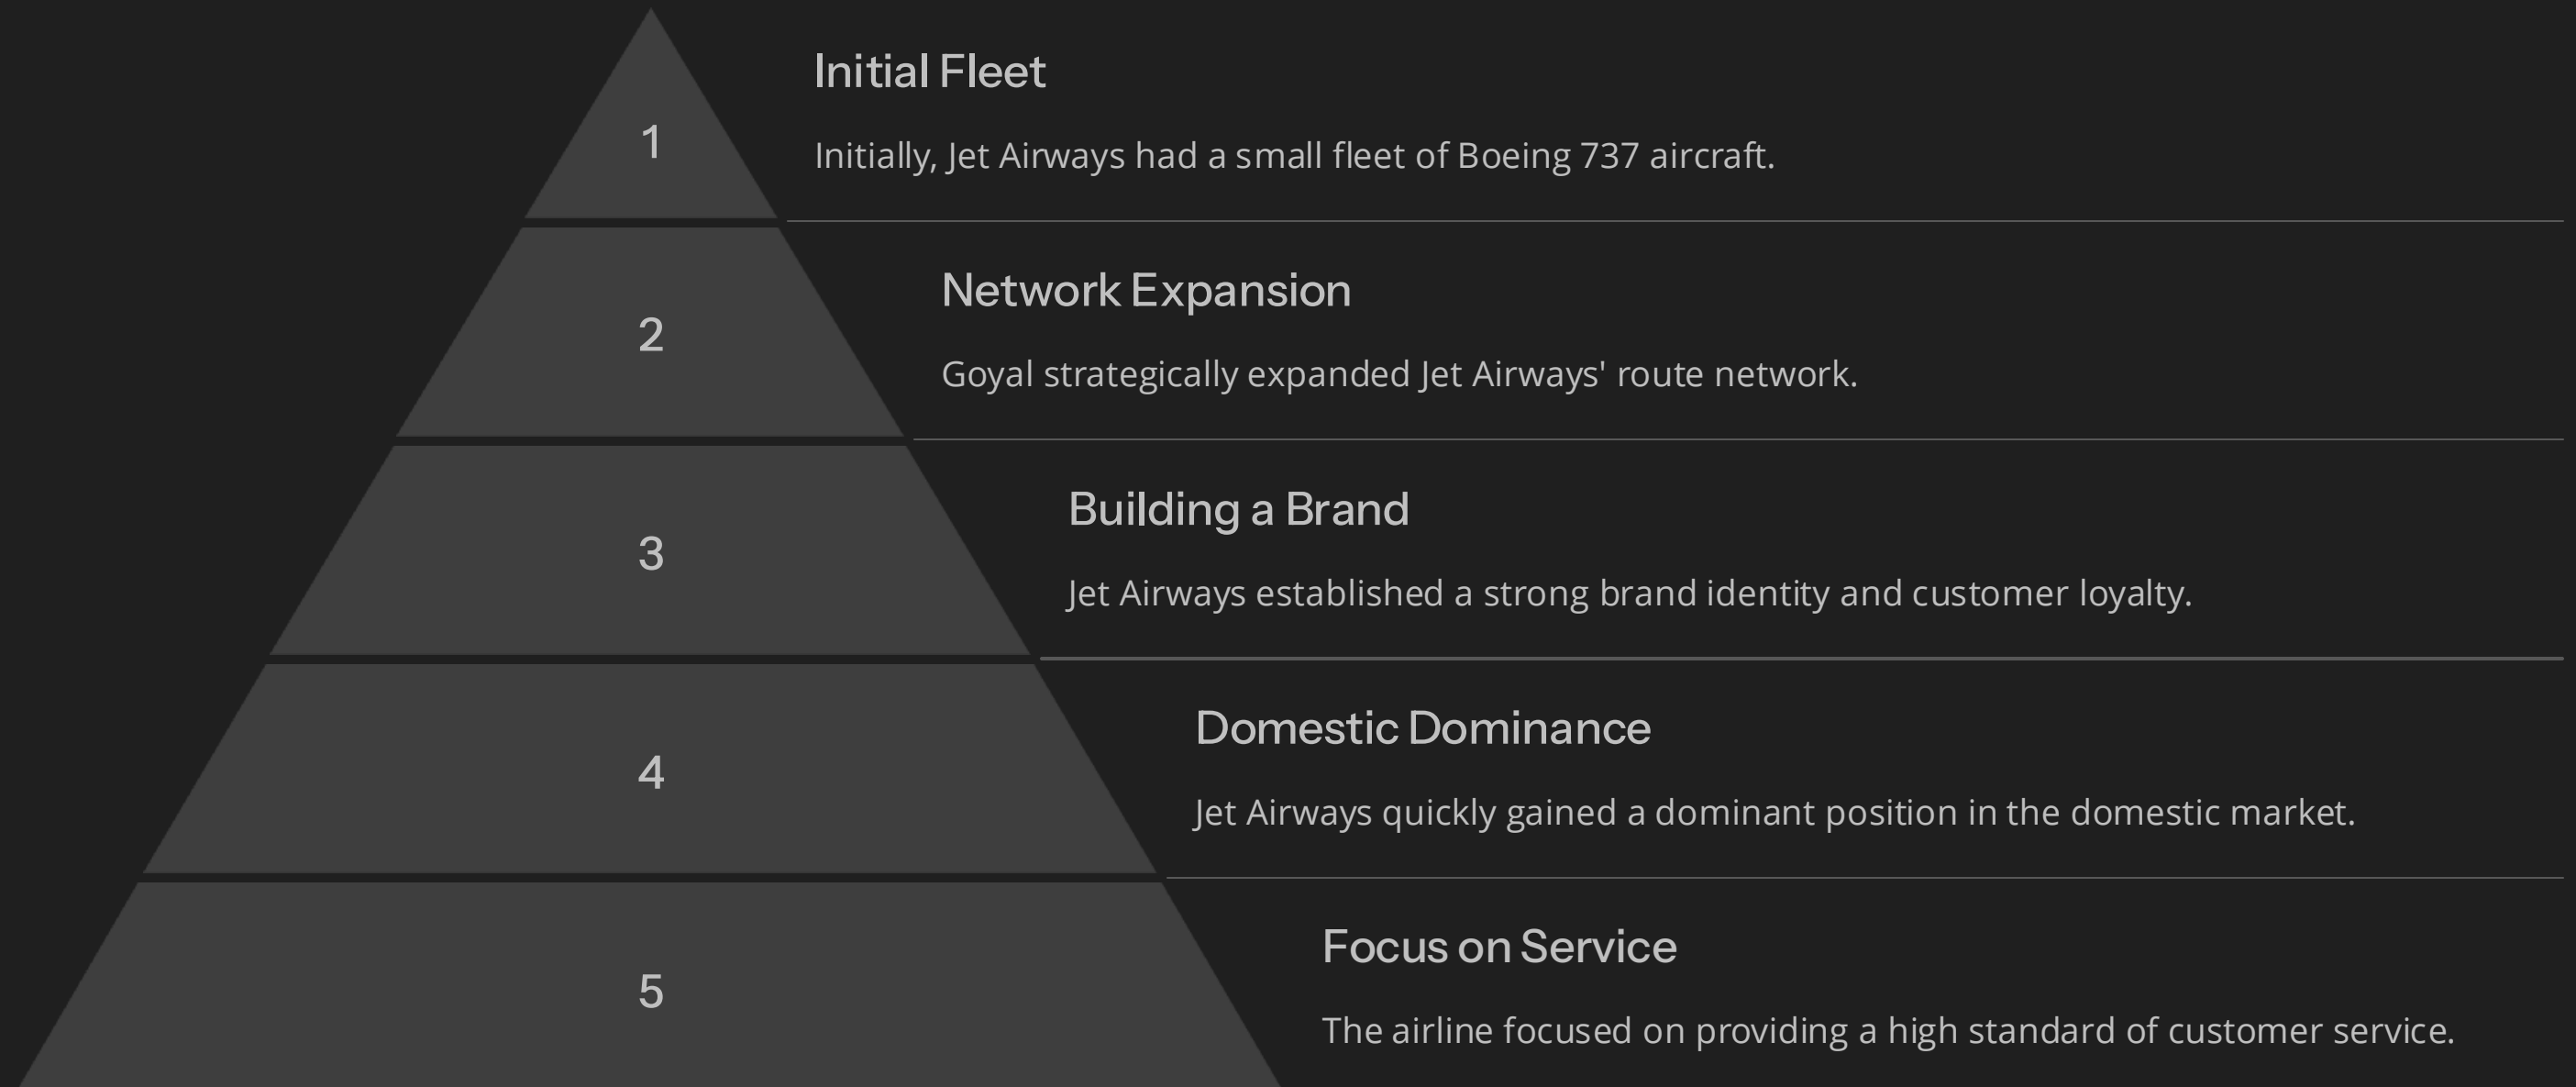 Initial Fleet
1
Initially, Jet Airways had a small fleet of Boeing 737 aircraft.
Network Expansion
2
Goyal strategically expanded Jet Airways' route network.
Building a Brand
3
Jet Airways established a strong brand identity and customer loyalty.
Domestic Dominance
4
Jet Airways quickly gained a dominant position in the domestic market.
Focus on Service
5
The airline focused on providing a high standard of customer service.